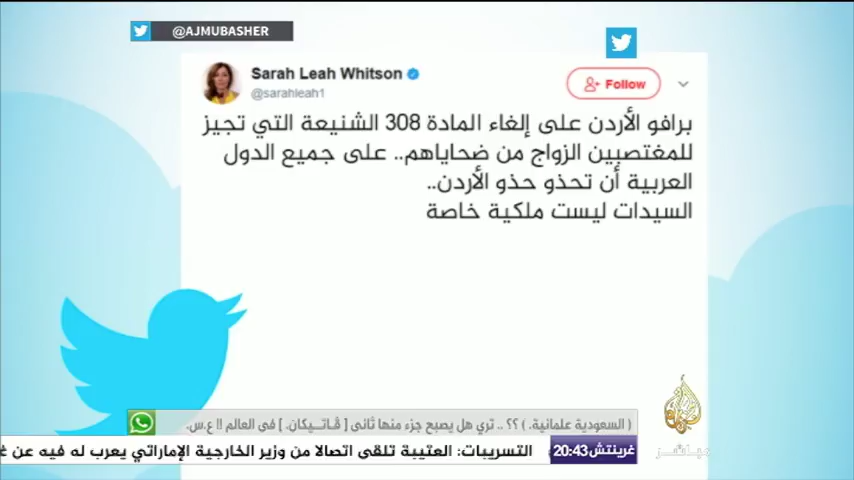 @AJMUBASHER
Sarah Leah Whitson
@sarahleah1
Follow
برافو الأردن على إلغاء المادة 308 الشنيعة التي تجيز
للمغتصبين الزواج من ضحاياهم.. على جميع الدول
العربية أن تحذو حذو الأردن..
السيدات ليست ملكية خاصة
( السعودية علمانية. ) ؟؟ .. تري هل يصبح جزء منها ثانى [ ڤـاتـيـكان. ] فى العالم !! ع.س.
مباشر
غرينتش 20:43
التسريبات: العتيبة تلقى اتصالا من وزير الخارجية الإماراتي يعرب له فيه عن